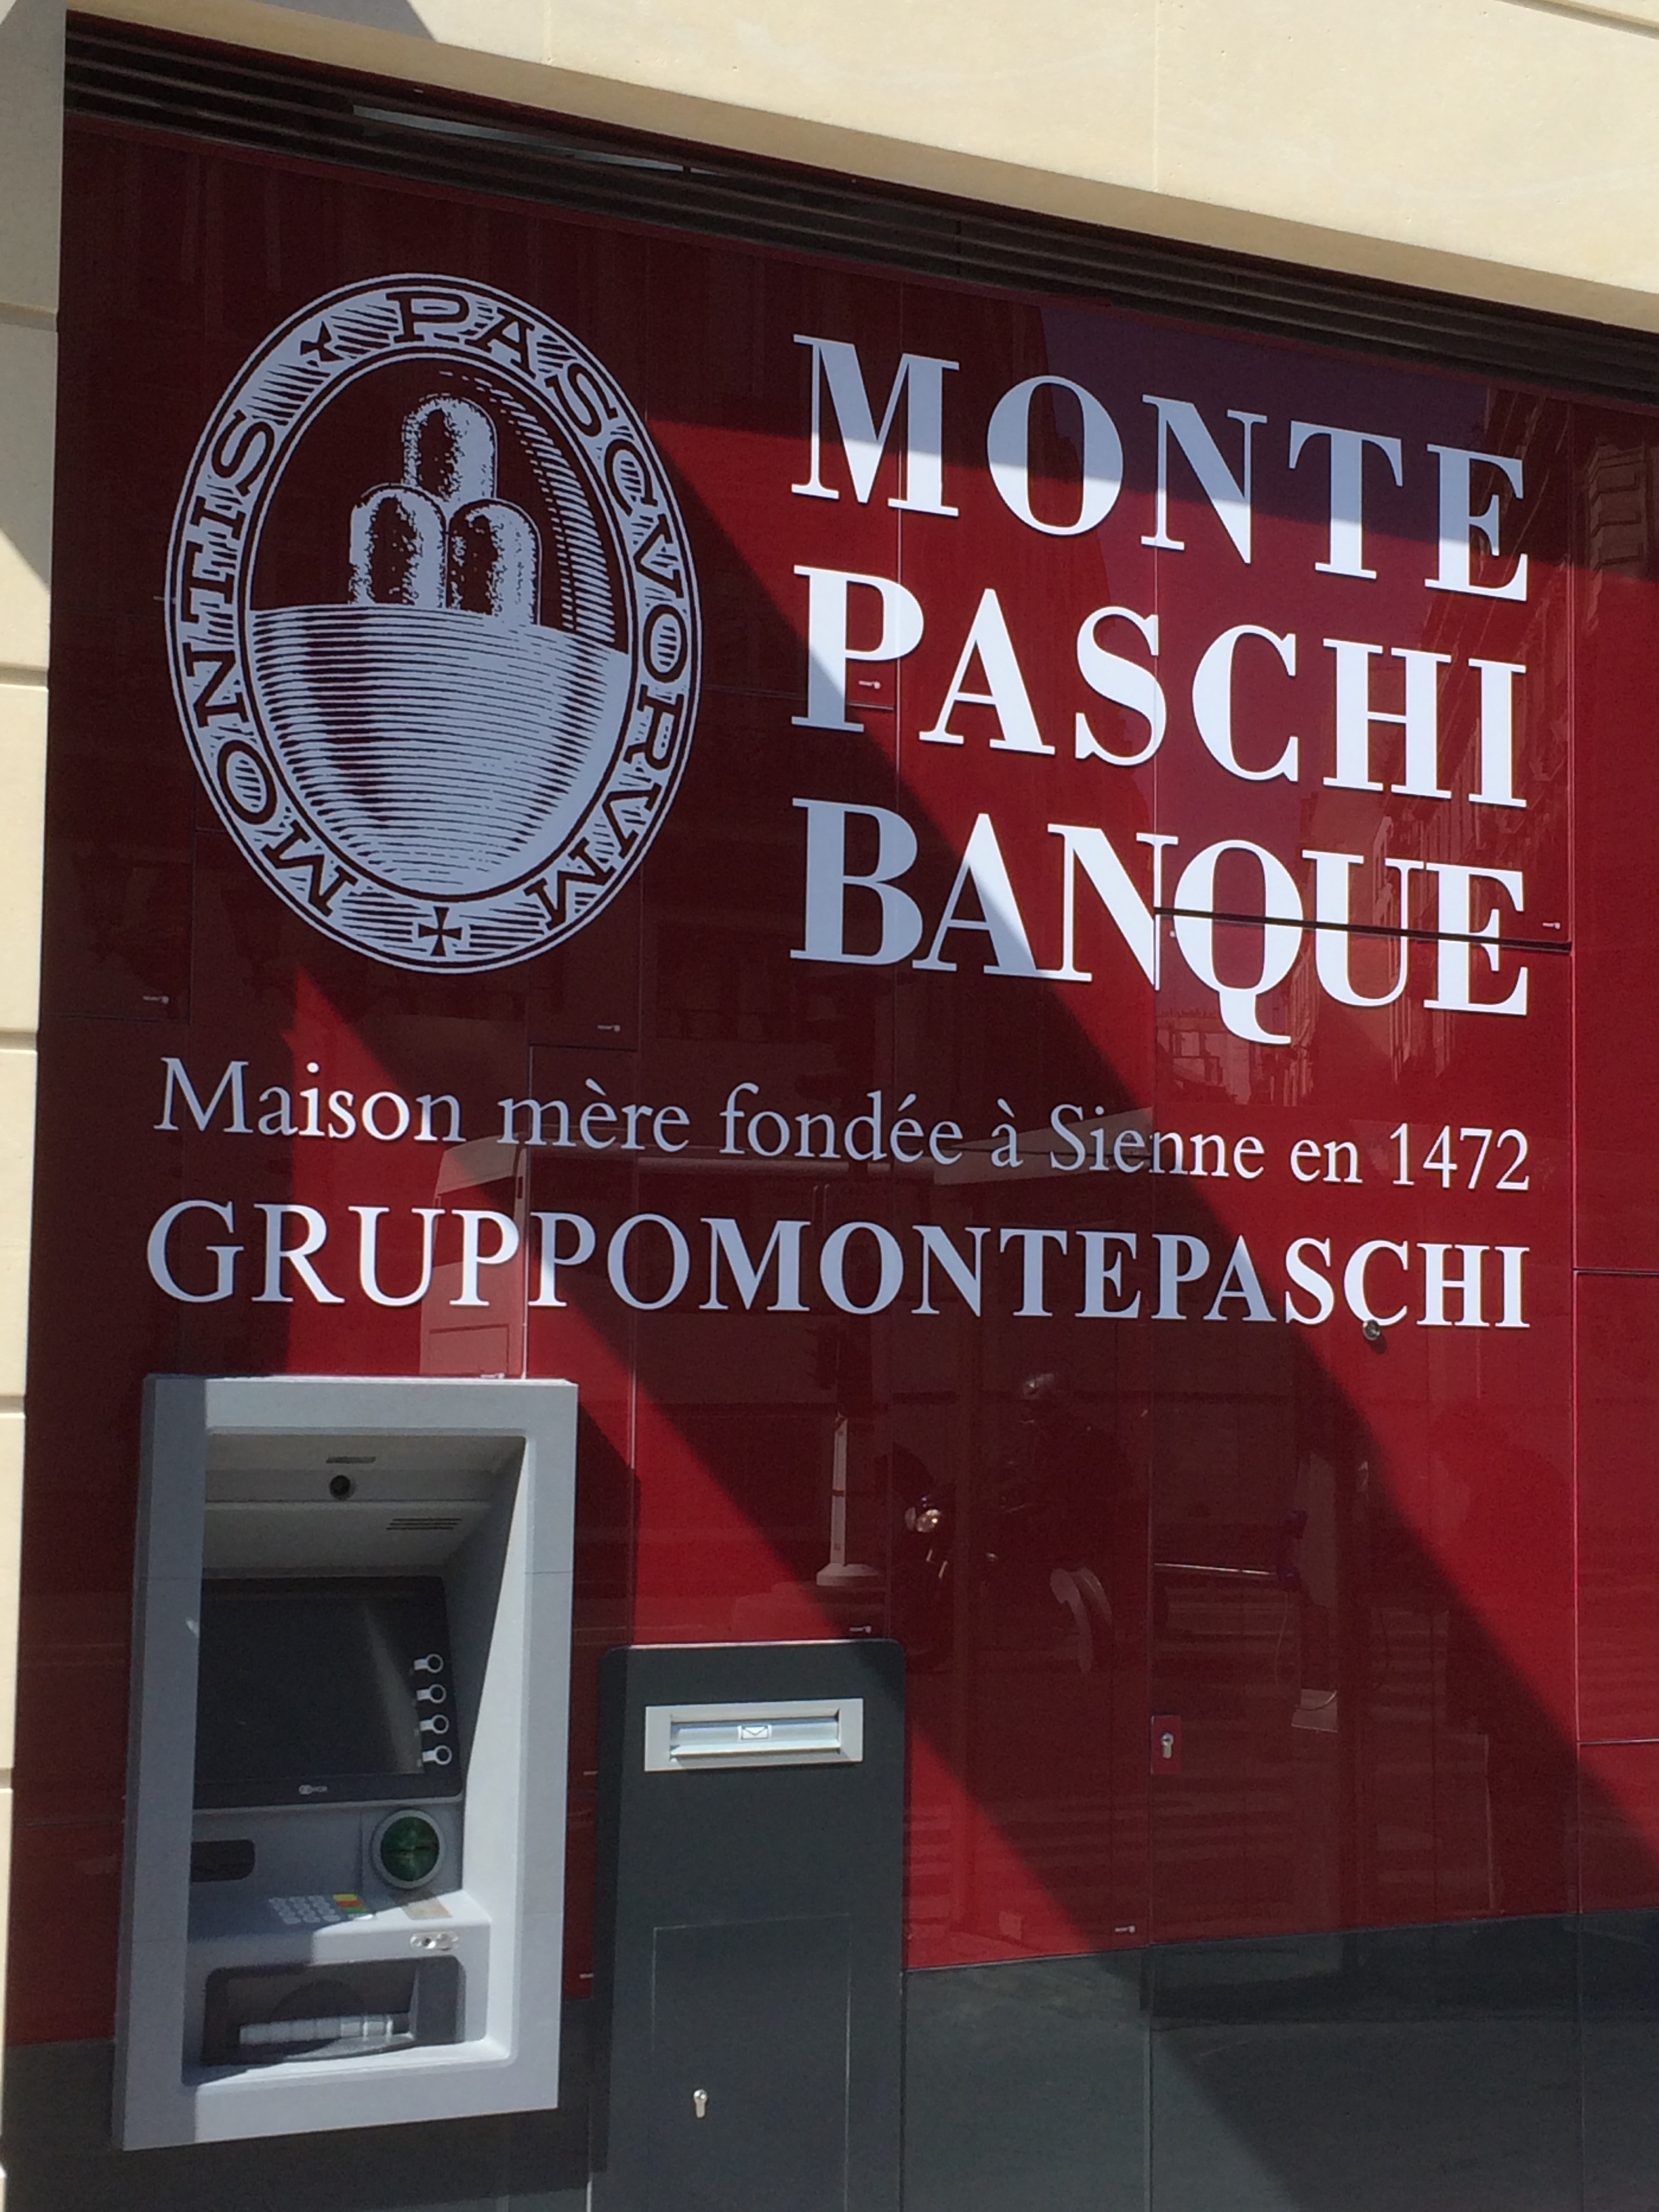 MONTIS PASCVORVM
MONTE
PASCHI
BANQUE
Maison mère fondée à Sienne en 1472
GRUPPOMONTEPASCHI